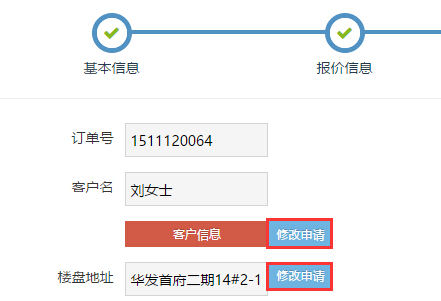 基本信息 报价信息
订单号 1511120064
客户名 刘女士
客户信息 修改申请
楼盘地址 华发首府二期14#2-1 修改申请